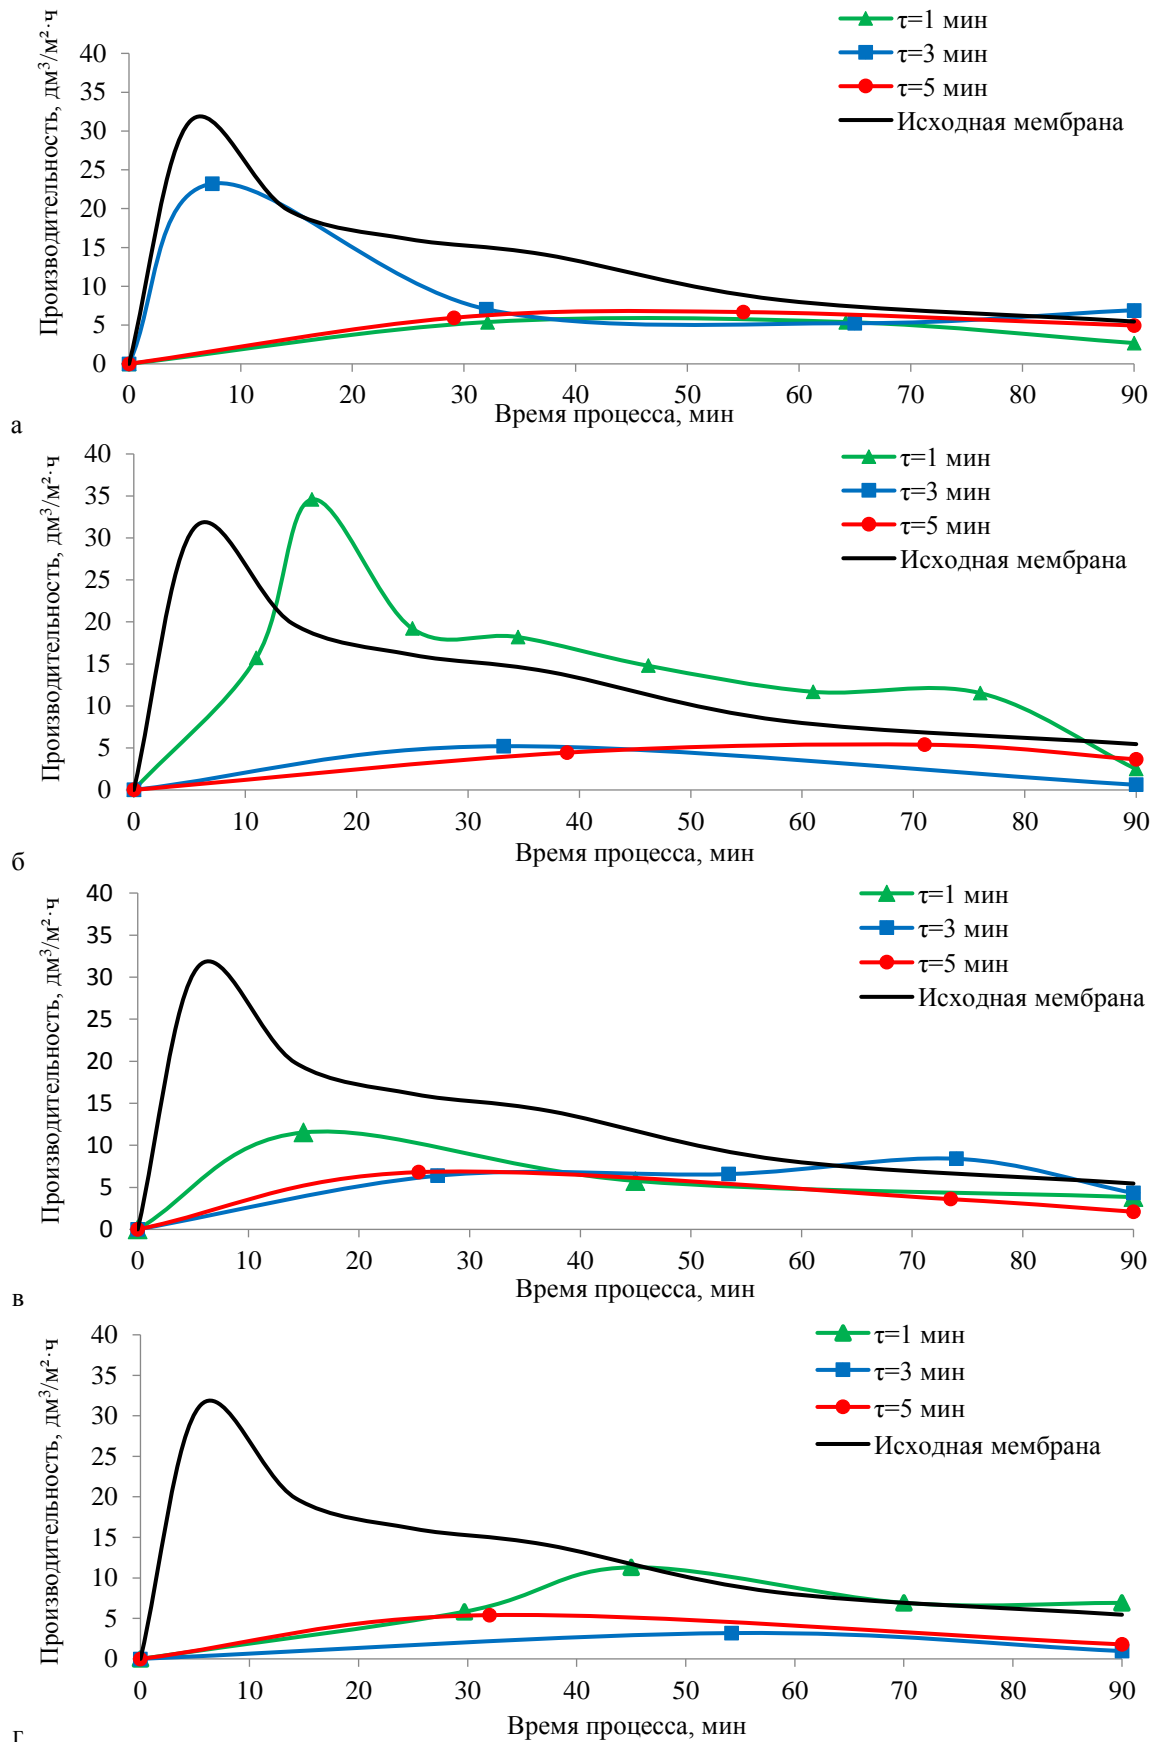 τ=1 мин
τ=3 мин
τ=5 мин
Исходная мембрана
Производительность, дм³/м²·ч
40
35
30
25
20
15
10
5
0
0 10 20 30 40 50 60 70 80 90
Время процесса, мин
а
τ=1 мин
τ=3 мин
τ=5 мин
Исходная мембрана
Производительность, дм³/м²·ч
40
35
30
25
20
15
10
5
0
0 10 20 30 40 50 60 70 80 90
Время процесса, мин
б
τ=1 мин
τ=3 мин
τ=5 мин
Исходная мембрана
Производительность, дм³/м²·ч
40
35
30
25
20
15
10
5
0
0 10 20 30 40 50 60 70 80 90
Время процесса, мин
в
τ=1 мин
τ=3 мин
τ=5 мин
Исходная мембрана
Производительность, дм³/м²·ч
40
35
30
25
20
15
10
5
0
0 10 20 30 40 50 60 70 80 90
Время процесса, мин
г